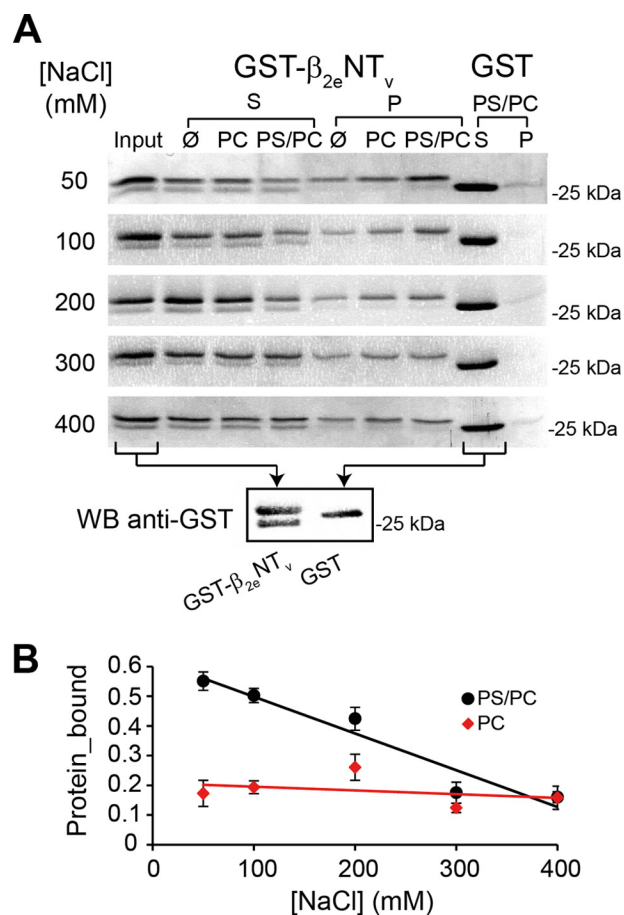 A
[NaCl] (mM)
GST-β2eNTv GST
S P PS/PC
Input Ø PC PS/PC Ø PC PS/PC S P
50 -25 kDa
100 -25 kDa
200 -25 kDa
300 -25 kDa
400 -25 kDa
WB anti-GST -25 kDa
GST-β2eNTv GST
B
Protein_bound
0.6
0.5
0.4
0.3
0.2
0.1
0
PS/PC
PC
0 100 200 300 400
[NaCl] (mM)